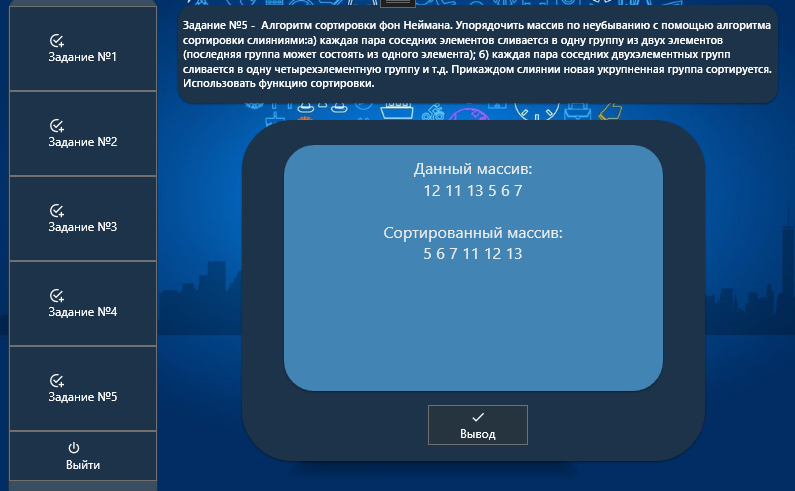 Задание №1
Задание №2
Задание №3
Задание №4
Задание №5
Выйти
Задание №5 - Алгоритм сортировки фон Неймана. Упорядочить массив по неубыванию с помощью алгоритма
сортировки слияниями:а) каждая пара соседних элементов сливается в одну группу из двух элементов
(последняя группа может состоять из одного элемента); б) каждая пара соседних двухэлементных групп
сливается в одну четырехэлементную группу и т.д. Прикаждом слиянии новая укрупненная группа сортируется.
Использовать функцию сортировки.
Данный массив:
12 11 13 5 6 7
Сортированный массив:
5 6 7 11 12 13
Вывод